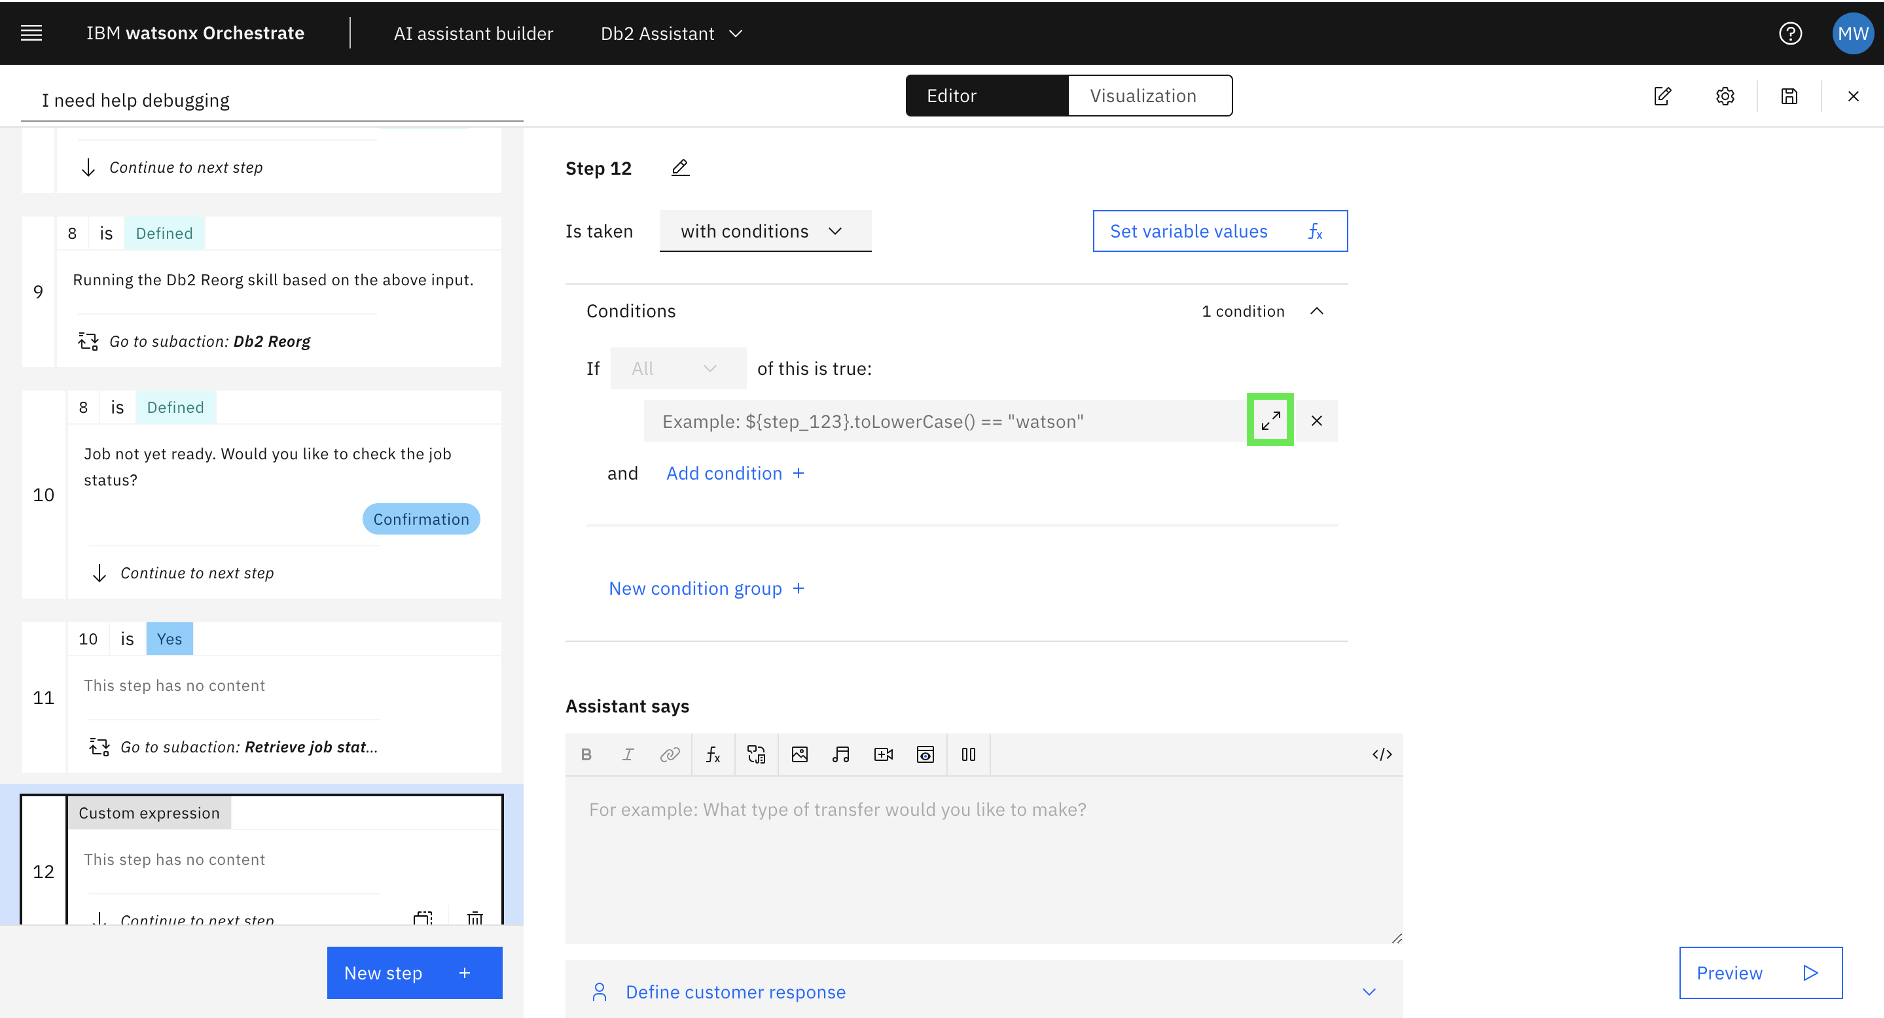 IBM watsonx Orchestrate
AI assistant builder
Db2 Assistant
MW
I need help debugging
Editor
Visualization
Continue to next step
8 is Defined
9
Running the Db2 Reorg skill based on the above input.
Go to subaction: Db2 Reorg
8 is Defined
10
Job not yet ready. Would you like to check the job
status?
Confirmation
Continue to next step
10 is Yes
11
This step has no content
Go to subaction: Retrieve job stat...
Custom expression
12
This step has no content
Continue to next step
New step +
Step 12
Is taken
with conditions
Set variable values fx
Conditions
1 condition
If All of this is true:
Example: ${step_123}.toLowerCase() == "watson"
and Add condition +
New condition group +
Assistant says
B I fx </>
For example: What type of transfer would you like to make?
Define customer response
Preview